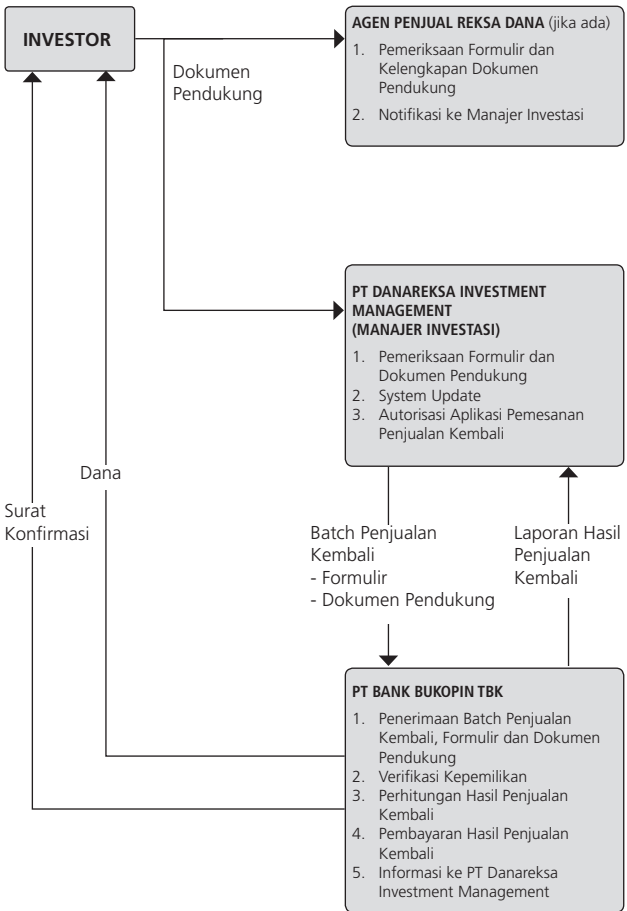 INVESTOR
AGEN PENJUAL REKSA DANA (jika ada)
1. Pemeriksaan Formulir dan
Kelengkapan Dokumen
Pendukung
2. Notifikasi ke Manajer Investasi
Dokumen
Pendukung
PT DANAREKSA INVESTMENT
MANAGEMENT
(MANAJER INVESTASI)
1. Pemeriksaan Formulir dan
Dokumen Pendukung
2. System Update
3. Autorisasi Aplikasi Pemesanan
Penjualan Kembali
Dana
Surat
Konfirmasi
Batch Penjualan
Kembali
- Formulir
- Dokumen Pendukung
Laporan Hasil
Penjualan
Kembali
PT BANK BUKOPIN TBK
1. Penerimaan Batch Penjualan
Kembali, Formulir dan Dokumen
Pendukung
2. Verifikasi Kepemilikan
3. Perhitungan Hasil Penjualan
Kembali
4. Pembayaran Hasil Penjualan
Kembali
5. Informasi ke PT Danareksa
Investment Management